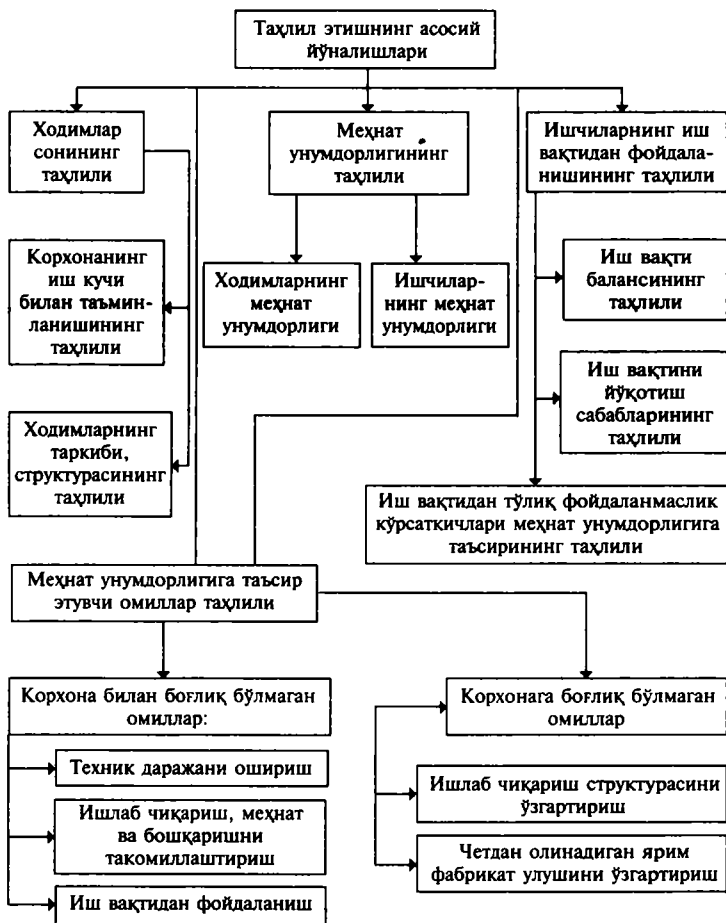 Таҳлил этишнинг асосий
йўналишлари
Ходимлар
сонининг
таҳлили
Меҳнат
унумдорлигининг
таҳлили
Ишчиларнинг иш
вақтидан фойдала-
нишининг таҳлили
Корхонанинг
иш кучи
билан таъмин-
ланишининг
таҳлили
Ходимларнинг
меҳнат
унумдорлиги
Ишчилар-
нинг меҳнат
унумдорлиги
Иш вақти
балансининг
таҳлили
Иш вақтини
йўқотиш
сабабларининг
таҳлили
Ходимларнинг
таркиби,
структурасининг
таҳлили
Иш вақтидан тўлиқ фойдаланмаслик
кўрсаткичлари меҳнат унумдорлигига
таъсирининг таҳлили
Меҳнат унумдорлигига таъсир
этувчи омиллар таҳлили
Корхона билан боғлиқ бўлмаган
омиллар:
Техник даражани ошириш
Ишлаб чиқариш, меҳнат
ва бошқаришни
такомиллаштириш
Иш вақтидан фойдаланиш
Корхонага боғлиқ бўлмаган
омиллар
Ишлаб чиқариш структурасини
ўзгартириш
Четдан олинадиган ярим
фабрикат улушини ўзгартириш